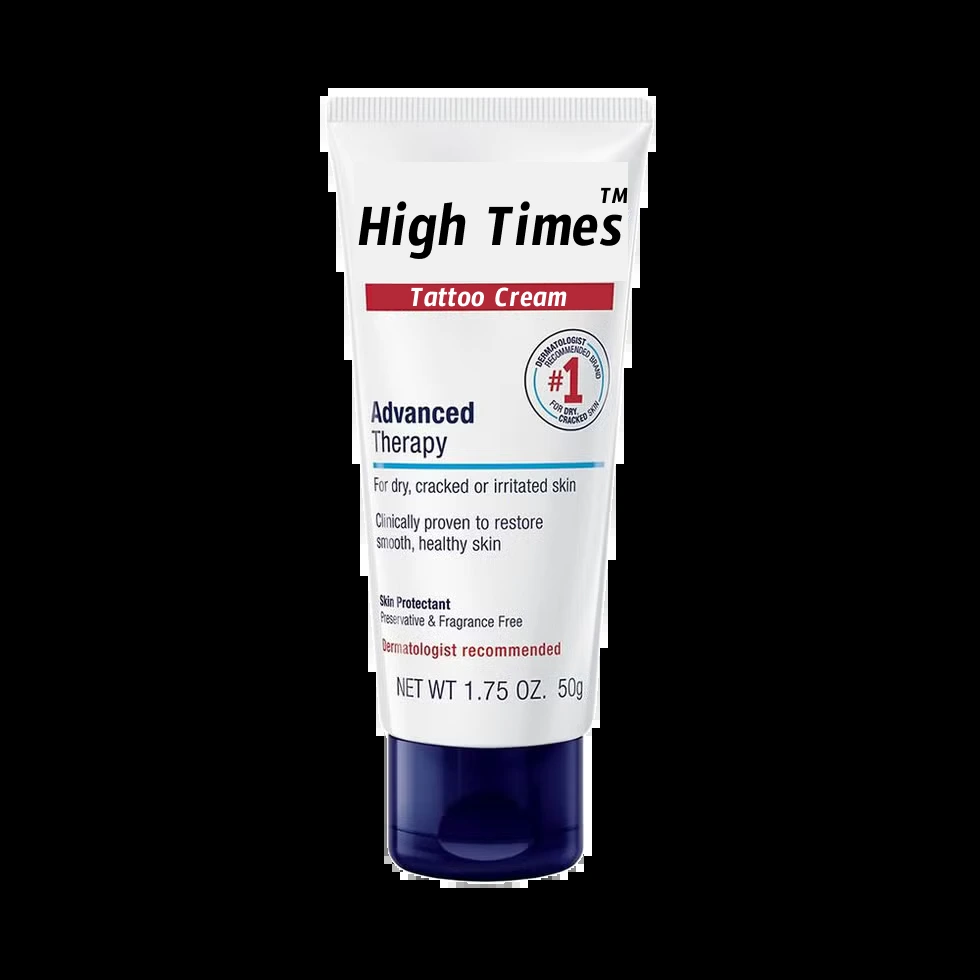 High Times™
Tattoo Cream
DERMATOLOGIST
RECOMMENDED BRAND
#1
FOR DRY,
CRACKED SKIN
Advanced
Therapy
For dry, cracked or irritated skin
Clinically proven to restore
smooth, healthy skin
Skin Protectant
Preservative & Fragrance Free
Dermatologist recommended
NET WT 1.75 OZ. 50g